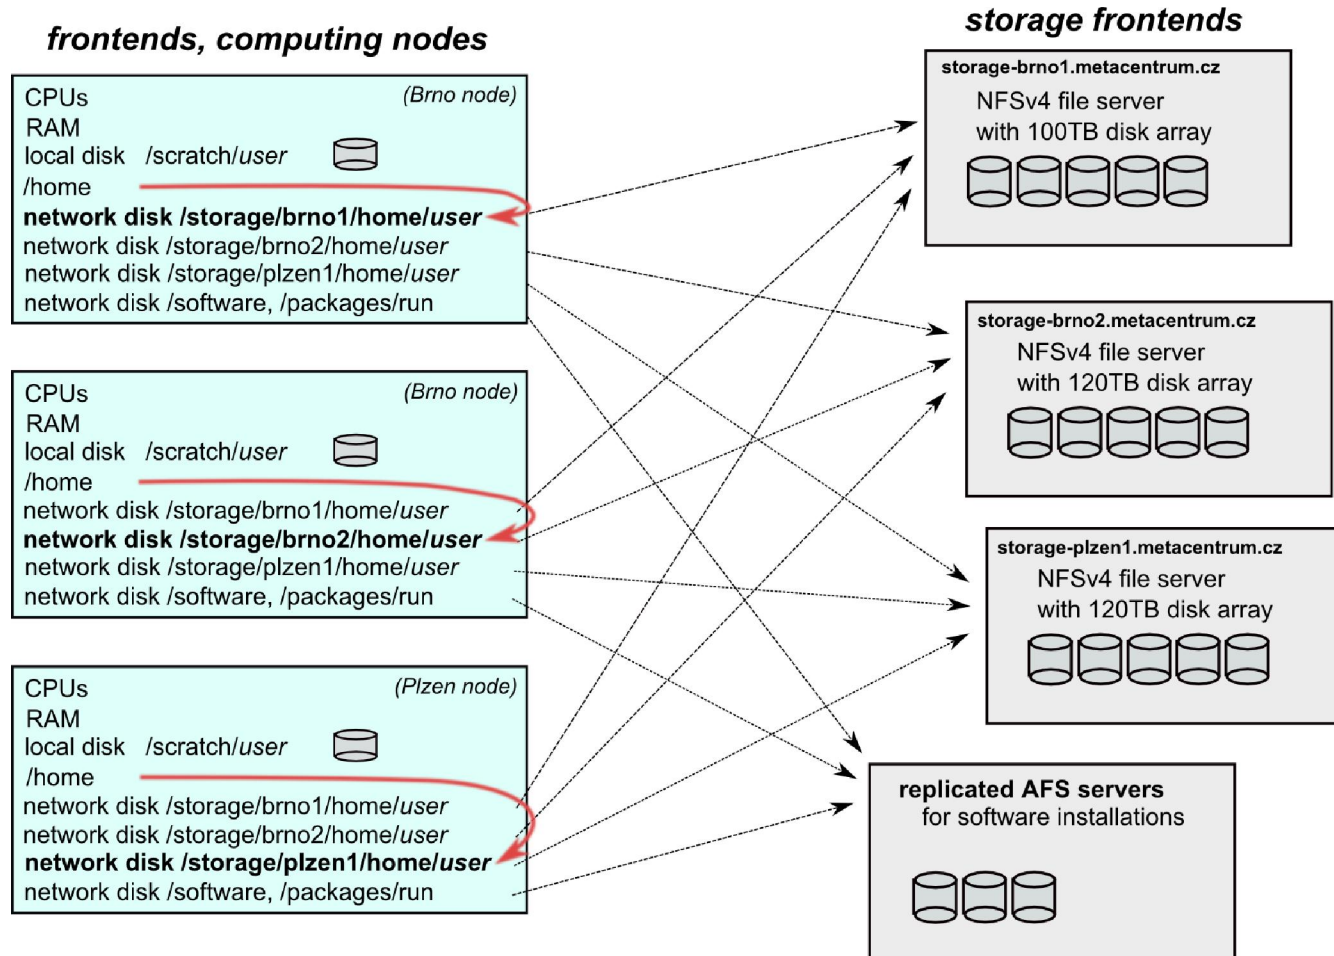 frontends, computing nodes
CPUs (Brno node)
RAM
local disk /scratch/user
/home
network disk /storage/brno1/home/user
network disk /storage/brno2/home/user
network disk /storage/plzen1/home/user
network disk /software, /packages/run
CPUs (Brno node)
RAM
local disk /scratch/user
/home
network disk /storage/brno1/home/user
network disk /storage/brno2/home/user
network disk /storage/plzen1/home/user
network disk /software, /packages/run
CPUs (Plzen node)
RAM
local disk /scratch/user
/home
network disk /storage/brno1/home/user
network disk /storage/brno2/home/user
network disk /storage/plzen1/home/user
network disk /software, /packages/run
storage frontends
storage-brno1.metacentrum.cz
NFSv4 file server
with 100TB disk array
storage-brno2.metacentrum.cz
NFSv4 file server
with 120TB disk array
storage-plzen1.metacentrum.cz
NFSv4 file server
with 120TB disk array
replicated AFS servers
for software installations